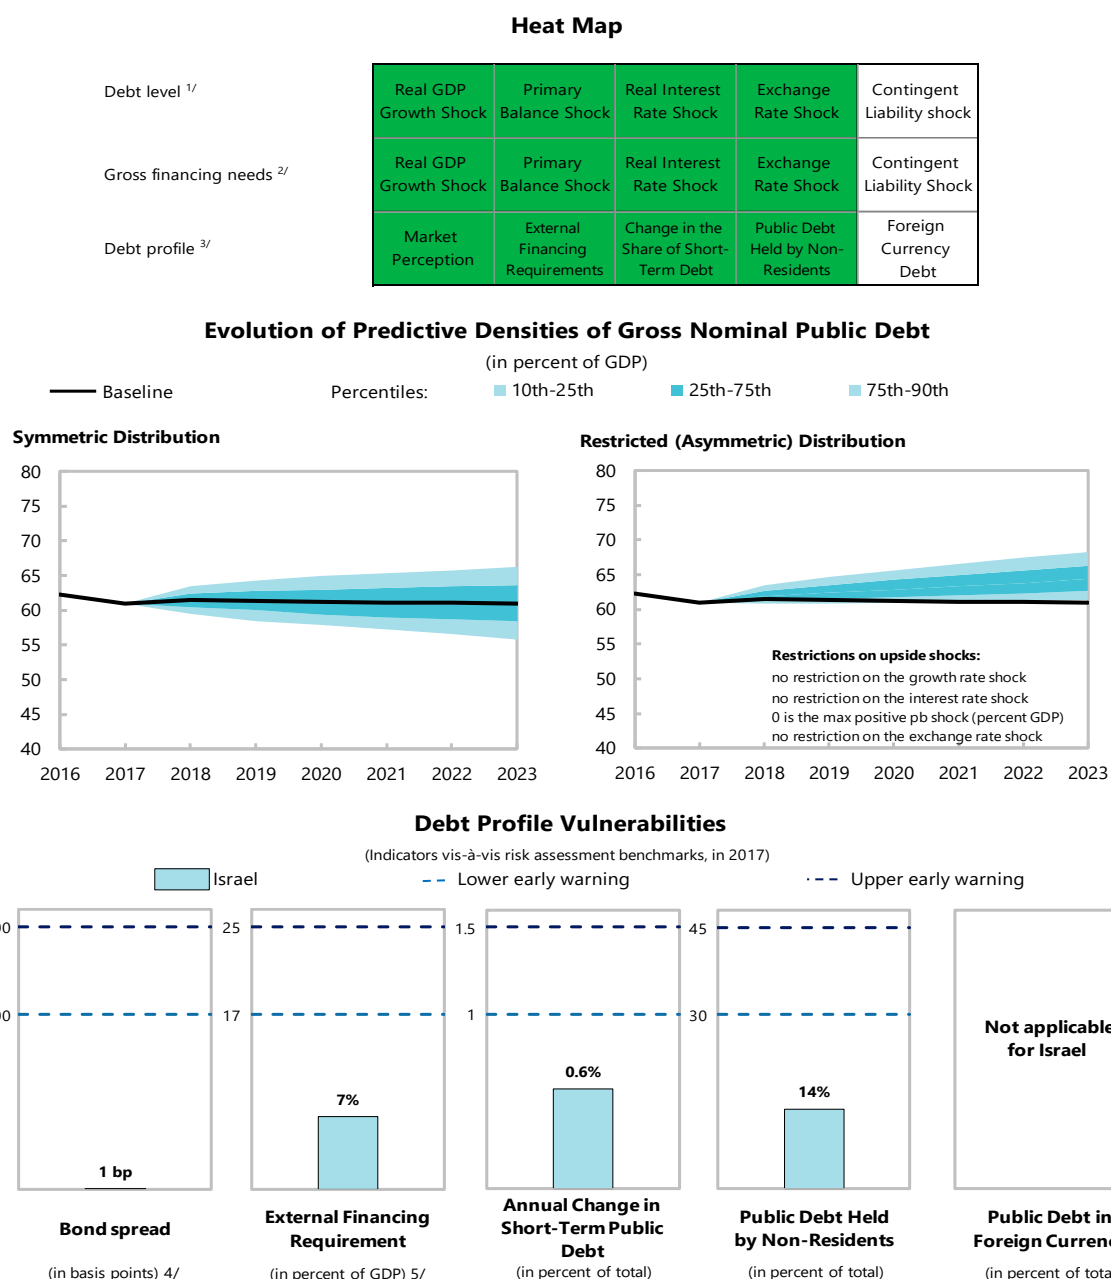 Heat Map
Debt level 1/
Real GDP Growth Shock
Primary Balance Shock
Real Interest Rate Shock
Exchange Rate Shock
Contingent Liability shock
Gross financing needs 2/
Real GDP Growth Shock
Primary Balance Shock
Real Interest Rate Shock
Exchange Rate Shock
Contingent Liability Shock
Debt profile 3/
Market Perception
External Financing Requirements
Change in the Share of Short-Term Debt
Public Debt Held by Non-Residents
Foreign Currency Debt
Evolution of Predictive Densities of Gross Nominal Public Debt
(in percent of GDP)
Baseline
Percentiles:
10th-25th
25th-75th
75th-90th
Symmetric Distribution
80
75
70
65
60
55
50
45
40
2016 2017 2018 2019 2020 2021 2022 2023
Restricted (Asymmetric) Distribution
80
75
70
65
60
55
50
45
40
Restrictions on upside shocks:
no restriction on the growth rate shock
no restriction on the interest rate shock
0 is the max positive pb shock (percent GDP)
no restriction on the exchange rate shock
2016 2017 2018 2019 2020 2021 2022 2023
Debt Profile Vulnerabilities
(Indicators vis-à-vis risk assessment benchmarks, in 2017)
Israel
Lower early warning
Upper early warning
1 bp
Bond spread
(in basis points) 4/
25
17
7%
External Financing
Requirement
(in percent of GDP) 5/
1.5
1
0.6%
Annual Change in
Short-Term Public
Debt
(in percent of total)
45
30
14%
Public Debt Held
by Non-Residents
(in percent of total)
Not applicable
for Israel
Public Debt in
Foreign
(in percent of